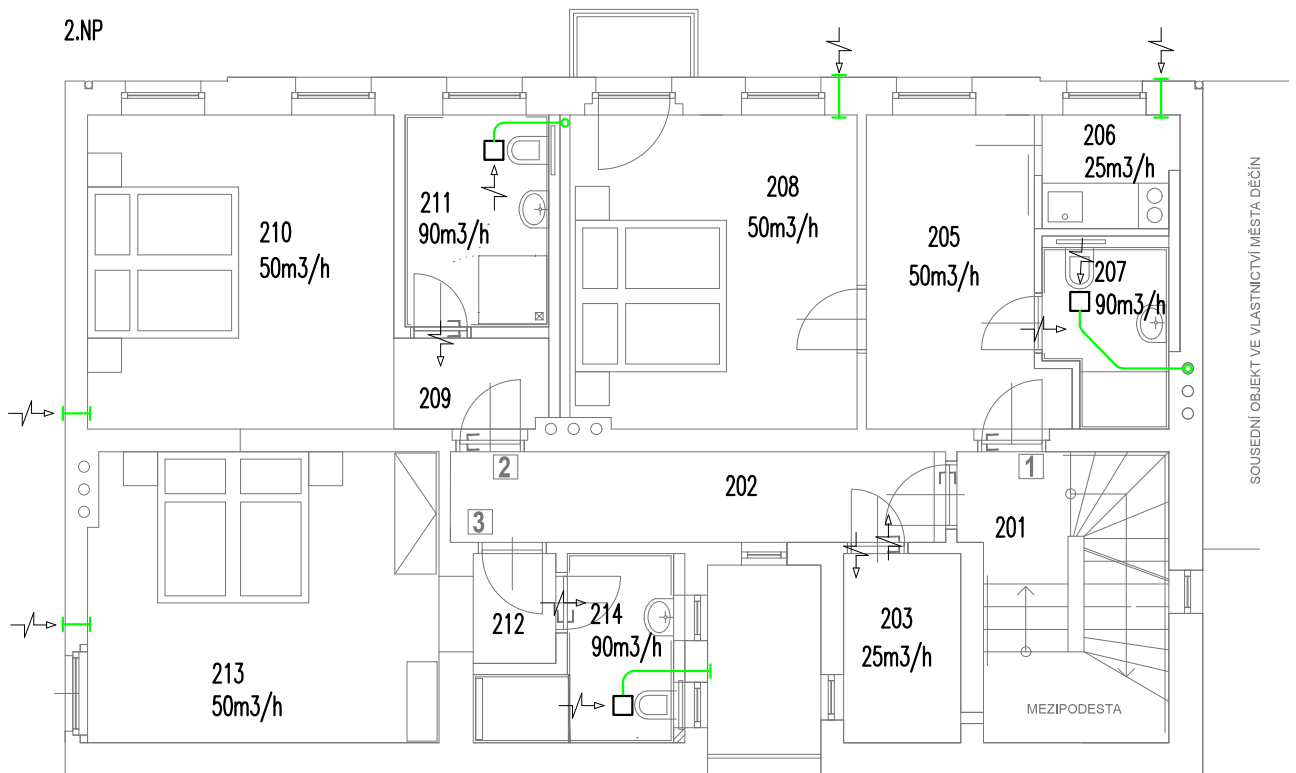 2.NP
206
25m3/h
211
90m3/h
208
50m3/h
210
50m3/h
205
50m3/h
207
90m3/h
SOUSEDNÍ OBJEKT VE VLASTNICTVÍ MĚSTA DĚČÍN
209
2
1
202
3
201
212
214
90m3/h
203
25m3/h
213
50m3/h
MEZIPODESTA